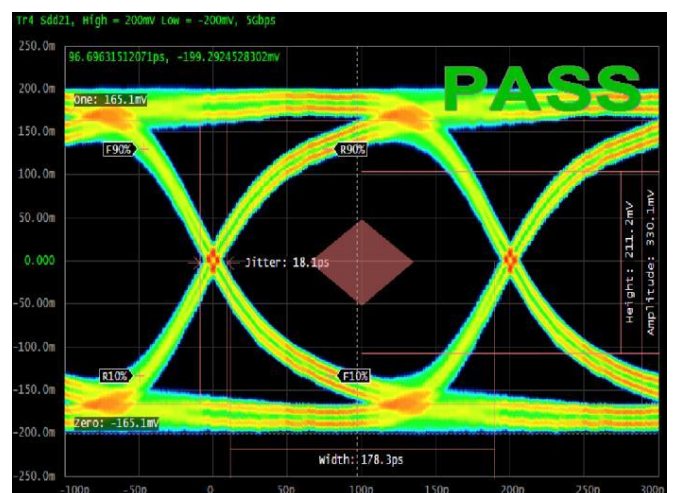 Tr4 Sdd21, High = 200mV Low = -200mV, 5Gbps
250.0m
96.69631512071ps, -199.2924528302mV
PASS
200.0m
One: 165.1mV
150.0m
F90%
R90%
100.0m
50.00m
0.000
Jitter: 18.1ps
Height: 211.2mV
Amplitude: 330.1mV
-50.00m
-100.0m
R10%
F10%
-150.0m
Zero: -165.1mV
-200.0m
Width: 178.3ps
-250.0m
-100p -50p 0 50p 100p 150p 200p 250p 300p